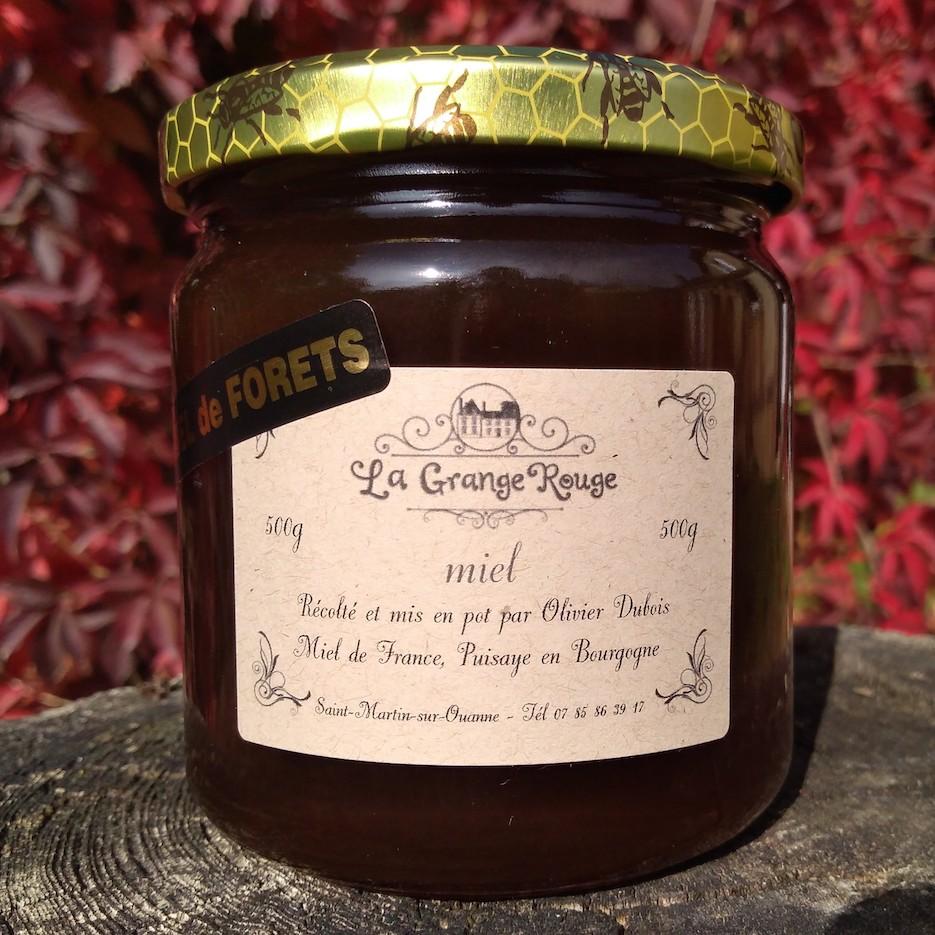 de FORETS
La Grange Rouge
500g 500g
miel
Récolté et mis en pot par Olivier Dubois
Miel de France, Puisaye en Bourgogne
Saint-Martin-sur-Ouanne - Tél 07 85 86 39 17